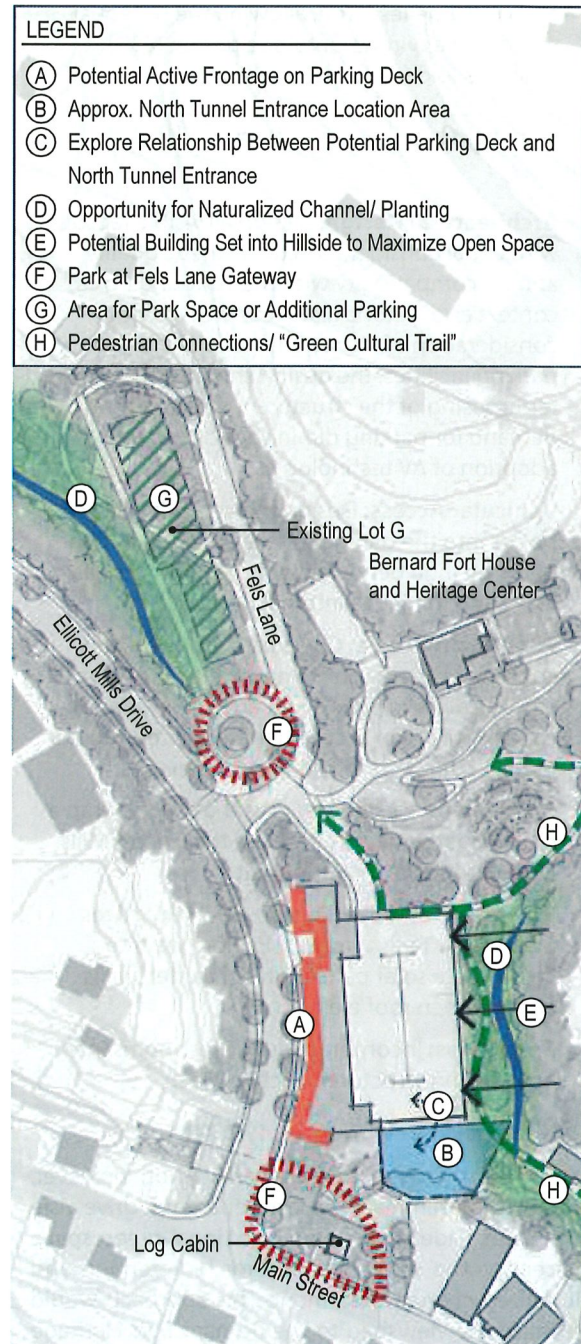 LEGEND
A Potential Active Frontage on Parking Deck
B Approx. North Tunnel Entrance Location Area
C Explore Relationship Between Potential Parking Deck and
North Tunnel Entrance
D Opportunity for Naturalized Channel/ Planting
E Potential Building Set into Hillside to Maximize Open Space
F Park at Fels Lane Gateway
G Area for Park Space or Additional Parking
H Pedestrian Connections/ “Green Cultural Trail”
D
G
Existing Lot G
Bernard Fort House
and Heritage Center
Fels Lane
Ellicott Mills Drive
F
H
D
A
E
C
B
F
H
Log Cabin
Main Street